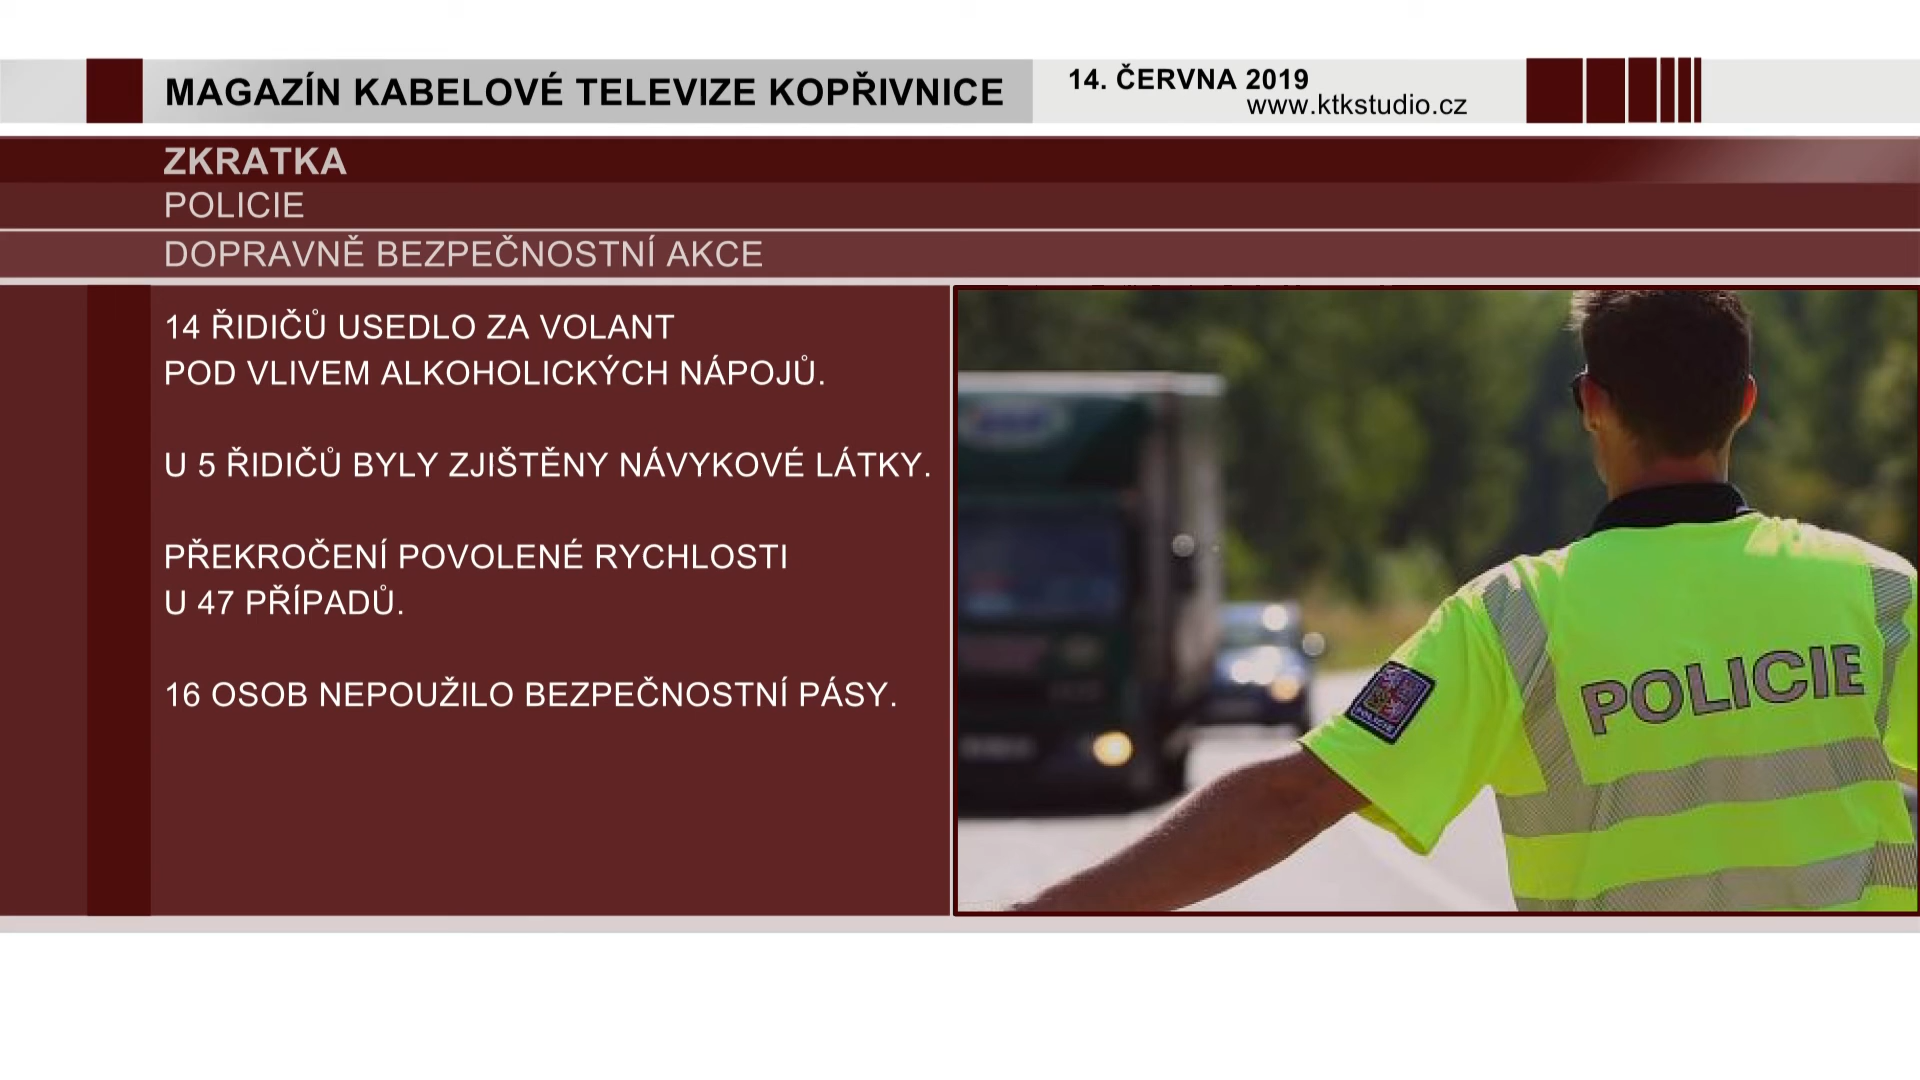 MAGAZÍN KABELOVÉ TELEVIZE KOPŘIVNICE
14. ČERVNA 2019
www.ktkstudio.cz
ZKRATKA
POLICIE
DOPRAVNĚ BEZPEČNOSTNÍ AKCE
14 ŘIDIČŮ USEDLO ZA VOLANT
POD VLIVEM ALKOHOLICKÝCH NÁPOJŮ.
U 5 ŘIDIČŮ BYLY ZJIŠTĚNY NÁVYKOVÉ LÁTKY.
PŘEKROČENÍ POVOLENÉ RYCHLOSTI
U 47 PŘÍPADŮ.
16 OSOB NEPOUŽILO BEZPEČNOSTNÍ PÁSY.
POLICIE
POLICIE